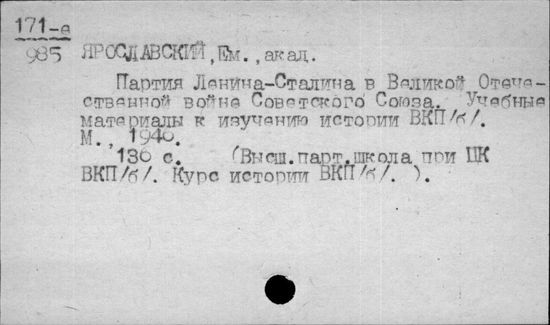 171-е
985 ЯРОСЛАВСКИЙ, Ем., акад.
Партия Ленина-Сталина в Великой Отече-
ственной войне Советского Союза. Учебные
материалы к изучению истории ВКП/б/.
М., 1946.
136 с. (Высш.парт.школа при ЦК
ВКП/б/. Курс истории ВКП/б/. ).